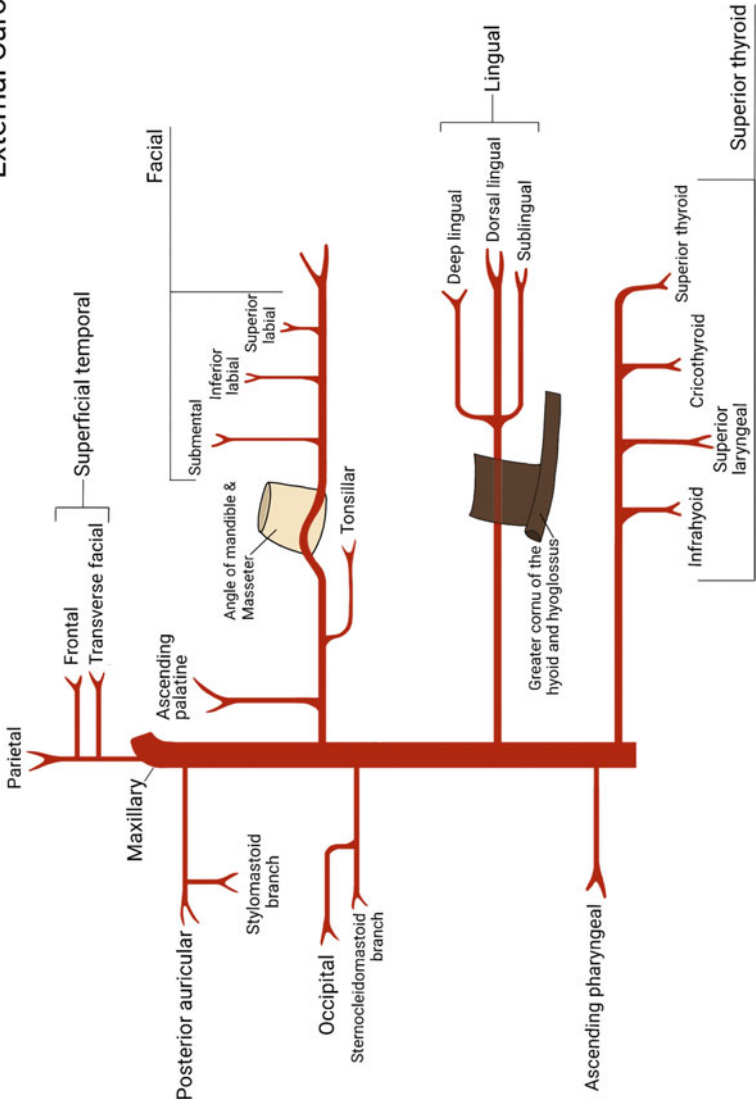 External
Parietal
Frontal
Transverse facial
Superficial temporal
Maxillary
Posterior auricular
Stylomastoid
branch
Ascending
palatine
Angle of mandible &
Masseter
Tonsillar
Submental
Inferior
labial
Superior
labial
Facial
Occipital
Sternocleidomastoid
branch
Greater cornu of the
hyoid and hyoglossus
Deep lingual
Dorsal lingual
Sublingual
Lingual
Ascending pharyngeal
Infrahyoid
Superior
laryngeal
Cricothyroid
Superior thyroid
Superior thyroid